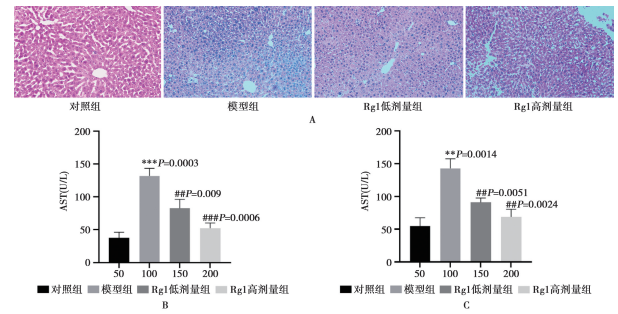 对照组 模型组 Rg1低剂量组 Rg1高剂量组
A
200
150
100
50
0
AST(U/L)
***P=0.0003
##P=0.009
###P=0.0006
50 100 150 200
对照组 模型组 Rg1低剂量组 Rg1高剂量组
B
200
150
100
50
0
AST(U/L)
**P=0.0014
##P=0.0051
##P=0.0024
50 100 150 200
对照组 模型组 Rg1低剂量组 Rg1高剂量组
C